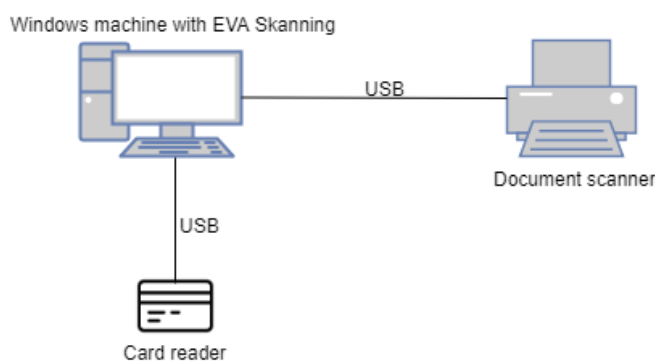 Windows machine with EVA Skanning
USB
Document scanner
USB
Card reader